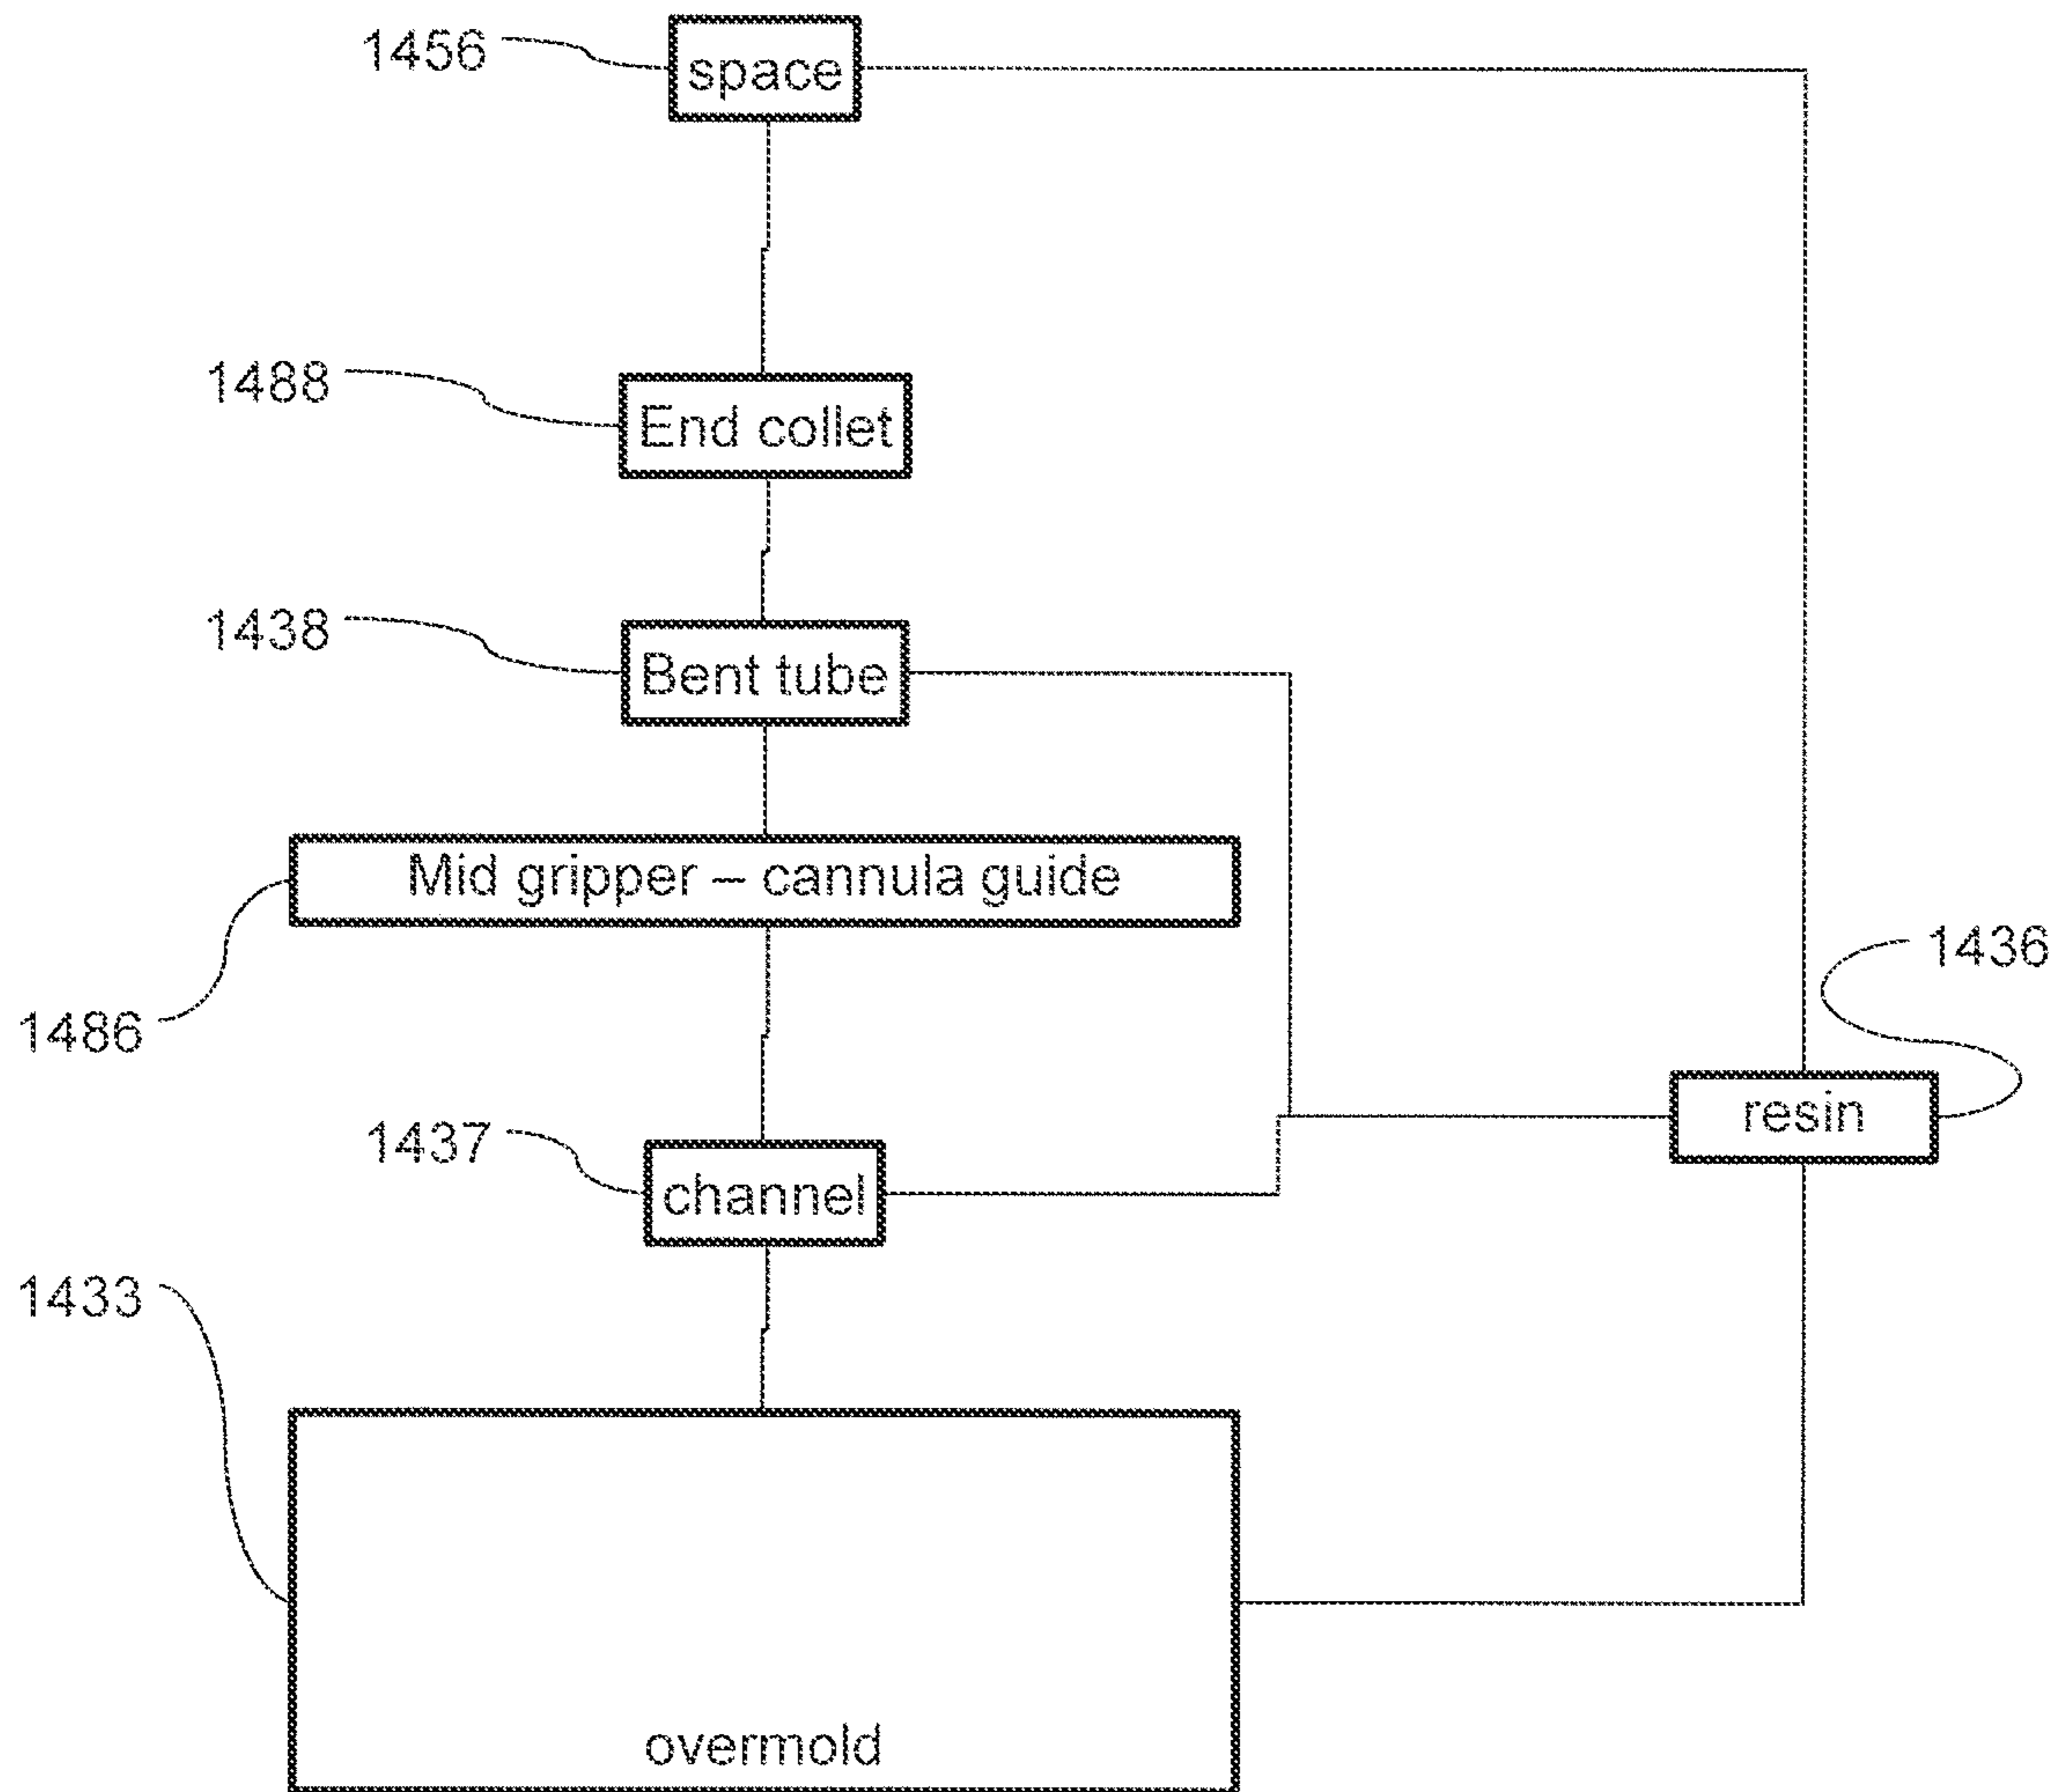 1456
space
1488
End collet
1438
Bent tube
Mid gripper – cannula guide
1486
1436
resin
1437
channel
1433
overmold